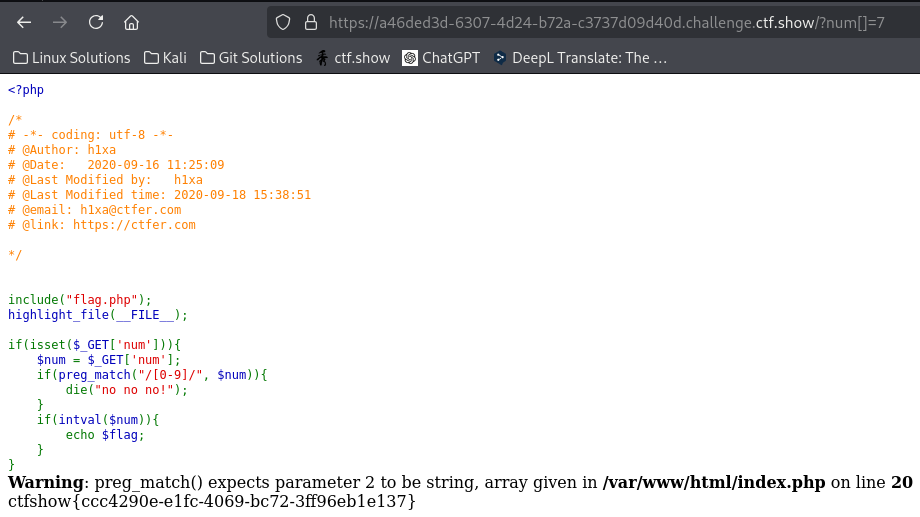 https://a46ded3d-6307-4d24-b72a-c3737d09d40d.challenge.ctf.show/?num[]=7
Linux Solutions Kali Git Solutions ctf.show ChatGPT DeepL Translate: The ...
<?php
/*
# -*- coding: utf-8 -*-
# @Author: h1xa
# @Date:   2020-09-16 11:25:09
# @Last Modified by:   h1xa
# @Last Modified time: 2020-09-18 15:38:51
# @email: h1xa@ctfer.com
# @link: https://ctfer.com
*/
include("flag.php");
highlight_file(__FILE__);
if(isset($_GET['num'])){
    $num = $_GET['num'];
    if(preg_match("/[0-9]/", $num)){
        die("no no no!");
    }
    if(intval($num)){
        echo $flag;
    }
}
Warning: preg_match() expects parameter 2 to be string, array given in /var/www/html/index.php on line 20
ctfshow{ccc4290e-e1fc-4069-bc72-3ff96eb1e137}